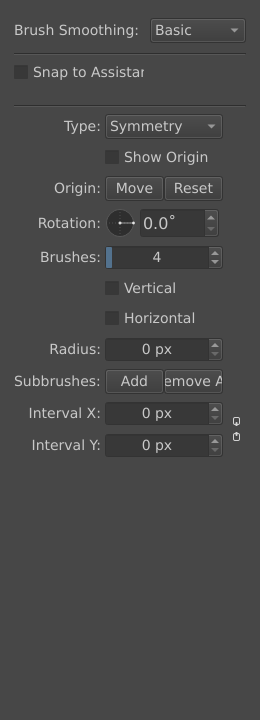 Brush Smoothing: Basic
Snap to Assistar
Type: Symmetry
Show Origin
Origin: Move Reset
Rotation: 0.0°
Brushes: 4
Vertical
Horizontal
Radius: 0 px
Subbrushes: Add emove A
Interval X: 0 px
Interval Y: 0 px